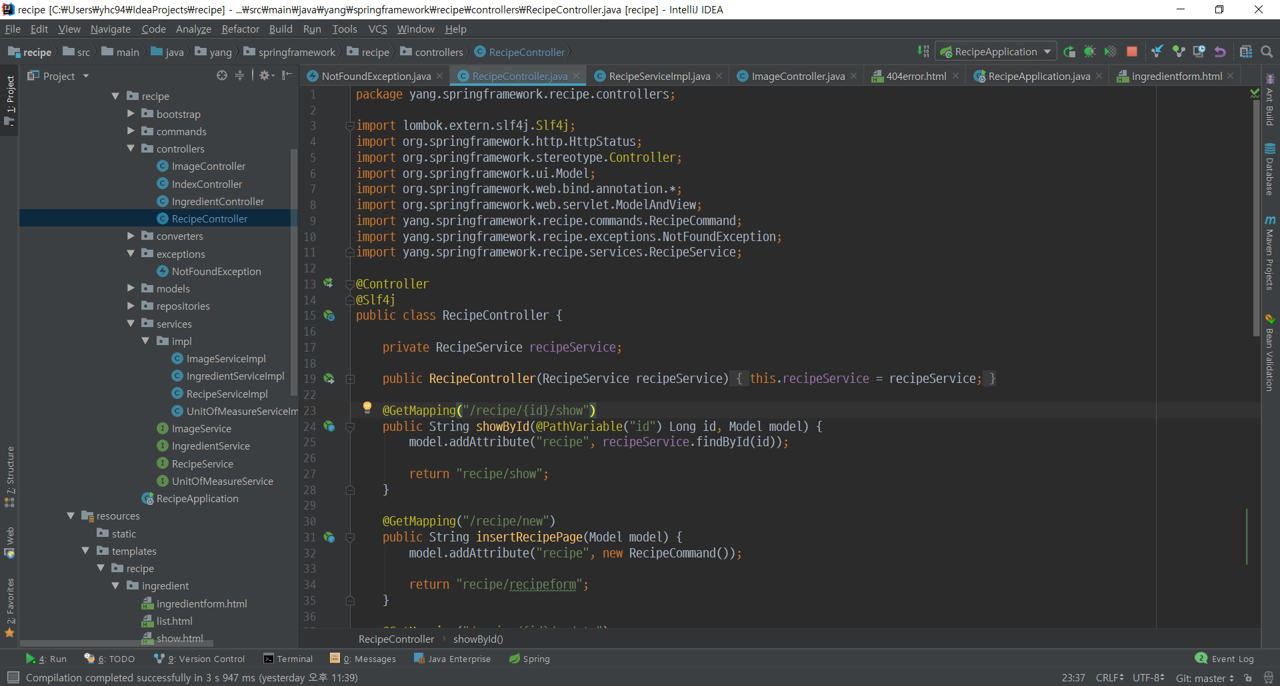 recipe [C:₩Users₩yhc94₩IdeaProjects₩recipe] - ...₩src₩main₩java₩yang₩springframework₩recipe₩controllers₩RecipeController.java [recipe] - IntelliJ IDEA
File Edit View Navigate Code Analyze Refactor Build Run Tools VCS Window Help
recipe src main java yang springframework recipe controllers RecipeController
RecipeApplication
Project
NotFoundException.java RecipeController.java RecipeServiceImpl.java ImageController.java 404error.html RecipeApplication.java ingredientform.html
1: Project
7: Structure
Web
2: Favorites
recipe
bootstrap
commands
controllers
ImageController
IndexController
IngredientController
RecipeController
converters
exceptions
NotFoundException
models
repositories
services
impl
ImageServiceImpl
IngredientServiceImpl
RecipeServiceImpl
UnitOfMeasureServiceIm
ImageService
IngredientService
RecipeService
UnitOfMeasureService
RecipeApplication
resources
static
templates
recipe
ingredient
ingredientform.html
list.html
show.html
1 package yang.springframework.recipe.controllers;
2
3 import lombok.extern.slf4j.Slf4j;
4 import org.springframework.http.HttpStatus;
5 import org.springframework.stereotype.Controller;
6 import org.springframework.ui.Model;
7 import org.springframework.web.bind.annotation.*;
8 import org.springframework.web.servlet.ModelAndView;
9 import yang.springframework.recipe.commands.RecipeCommand;
10 import yang.springframework.recipe.exceptions.NotFoundException;
11 import yang.springframework.recipe.services.RecipeService;
12
13 @Controller
14 @Slf4j
15 public class RecipeController {
16
17 private RecipeService recipeService;
18
19 public RecipeController(RecipeService recipeService) { this.recipeService = recipeService; }
22
23 @GetMapping("/recipe/{id}/show")
24 public String showById(@PathVariable("id") Long id, Model model) {
25 model.addAttribute("recipe", recipeService.findById(id));
26
27 return "recipe/show";
28 }
29
30 @GetMapping("/recipe/new")
31 public String insertRecipePage(Model model) {
32 model.addAttribute("recipe", new RecipeCommand());
33
34 return "recipe/recipeform";
35 }
36
RecipeController showById()
Ant Build
Database
Maven Projects
Bean Validation
4: Run 6: TODO 9: Version Control Terminal 0: Messages Java Enterprise Spring 2 Event Log
Compilation completed successfully in 3 s 947 ms (yesterday 오후 11:39) 23:37 CRLF UTF-8 Git: master